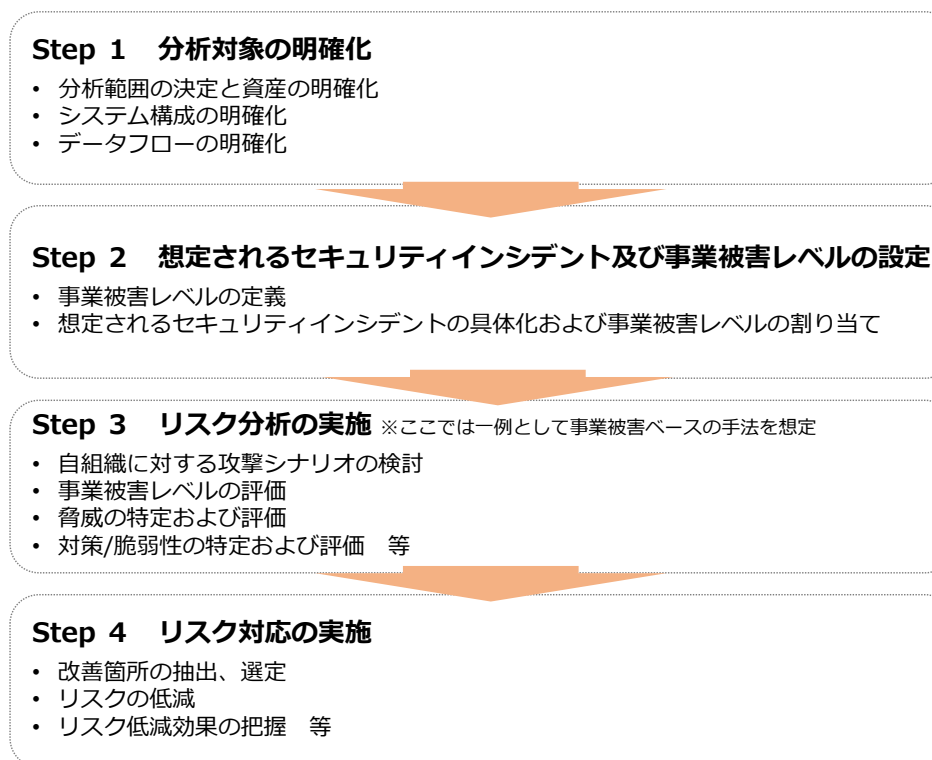 Step 1　分析対象の明確化
• 分析範囲の決定と資産の明確化
• システム構成の明確化
• データフローの明確化
Step 2　想定されるセキュリティインシデント及び事業被害レベルの設定
• 事業被害レベルの定義
• 想定されるセキュリティインシデントの具体化および事業被害レベルの割り当て
Step 3　リスク分析の実施 ※ここでは一例として事業被害ベースの手法を想定
• 自組織に対する攻撃シナリオの検討
• 事業被害レベルの評価
• 脅威の特定および評価
• 対策/脆弱性の特定および評価　等
Step 4　リスク対応の実施
• 改善箇所の抽出、選定
• リスクの低減
• リスク低減効果の把握　等